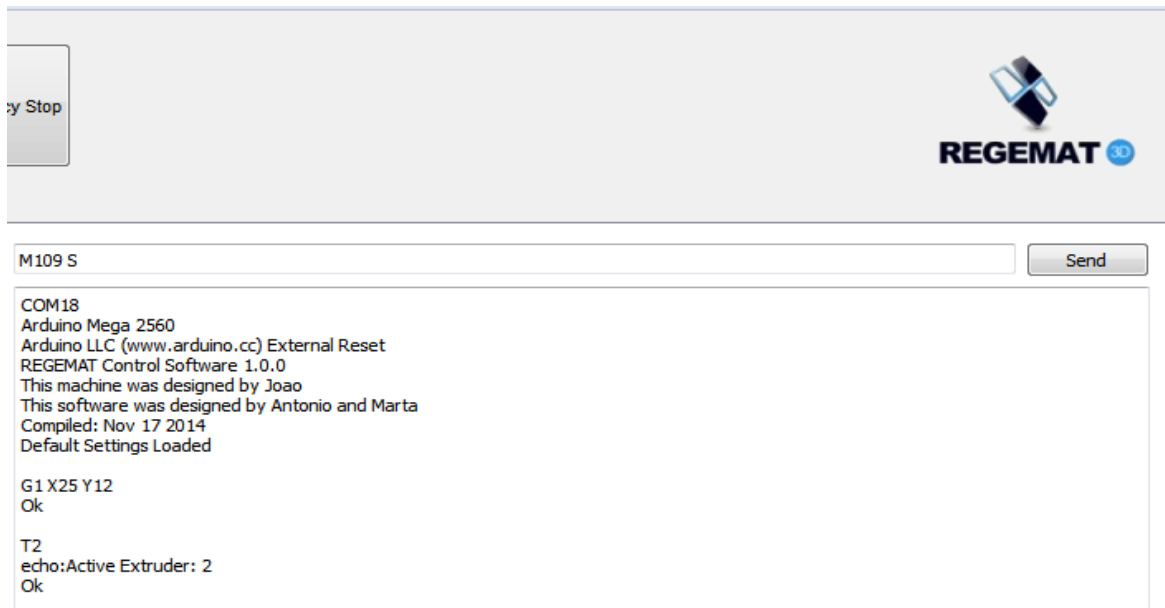 cy Stop
REGEMAT 3D
M109 S
Send
COM18
Arduino Mega 2560
Arduino LLC (www.arduino.cc) External Reset
REGEMAT Control Software 1.0.0
This machine was designed by Joao
This software was designed by Antonio and Marta
Compiled: Nov 17 2014
Default Settings Loaded
G1 X25 Y12
Ok
T2
echo:Active Extruder: 2
Ok